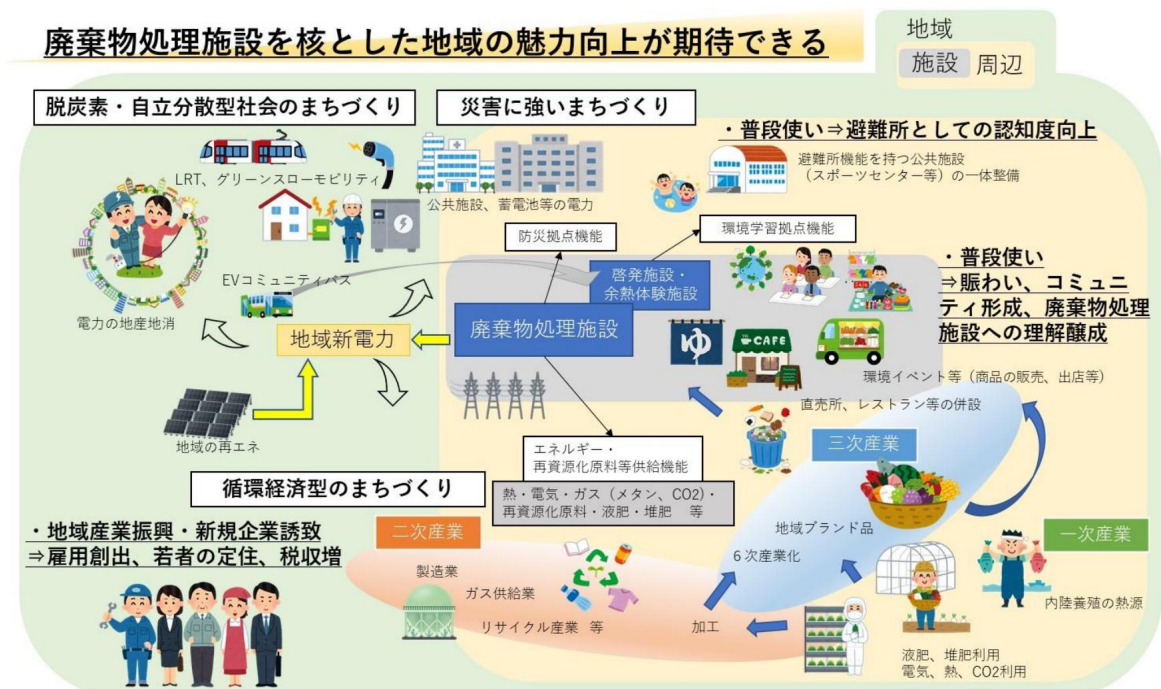 廃棄物処理施設を核とした地域の魅力向上が期待できる
地域
施設 周辺
脱炭素・自立分散型社会のまちづくり
災害に強いまちづくり
・普段使い⇒避難所としての認知度向上
避難所機能を持つ公共施設
（スポーツセンター等）の一体整備
LRT、グリーンスローモビリティ
公共施設、蓄電池等の電力
防災拠点機能
環境学習拠点機能
EVコミュニティバス
電力の地産地消
地域新電力
廃棄物処理施設
啓発施設・
余熱体験施設
・普段使い
⇒賑わい、コミュニ
ティ形成、廃棄物処理
施設への理解醸成
ゆ
CAFE
環境イベント等（商品の販売、出店等）
直売所、レストラン等の併設
地域の再エネ
エネルギー・
再資源化原料等供給機能
熱・電気・ガス（メタン、CO2)・
再資源化原料・液肥・堆肥 等
循環経済型のまちづくり
・地域産業振興・新規企業誘致
⇒雇用創出、若者の定住、税収増
二次産業
製造業
ガス供給業
リサイクル産業 等
加工
三次産業
地域ブランド品
６次産業化
一次産業
内陸養殖の熱源
液肥、堆肥利用
電気、熱、CO2利用